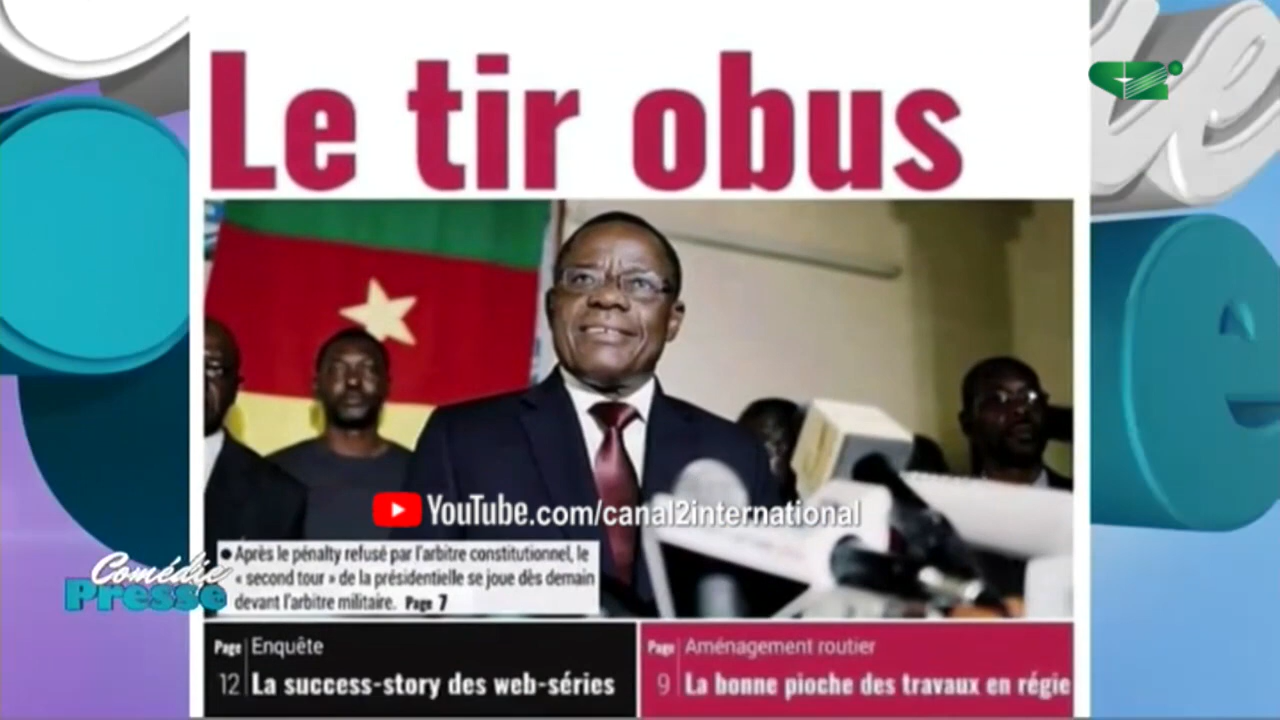 Le tir obus
YouTube.com/canal2international
● Après le pénalty refusé par l'arbitre constitutionnel, le
« second tour » de la présidentielle se joue dès demain
devant l'arbitre militaire. Page 7
Comédie
Presse
Page 12 Enquête
La success-story des web-séries
Page 9 Aménagement routier
La bonne pioche des travaux en régie